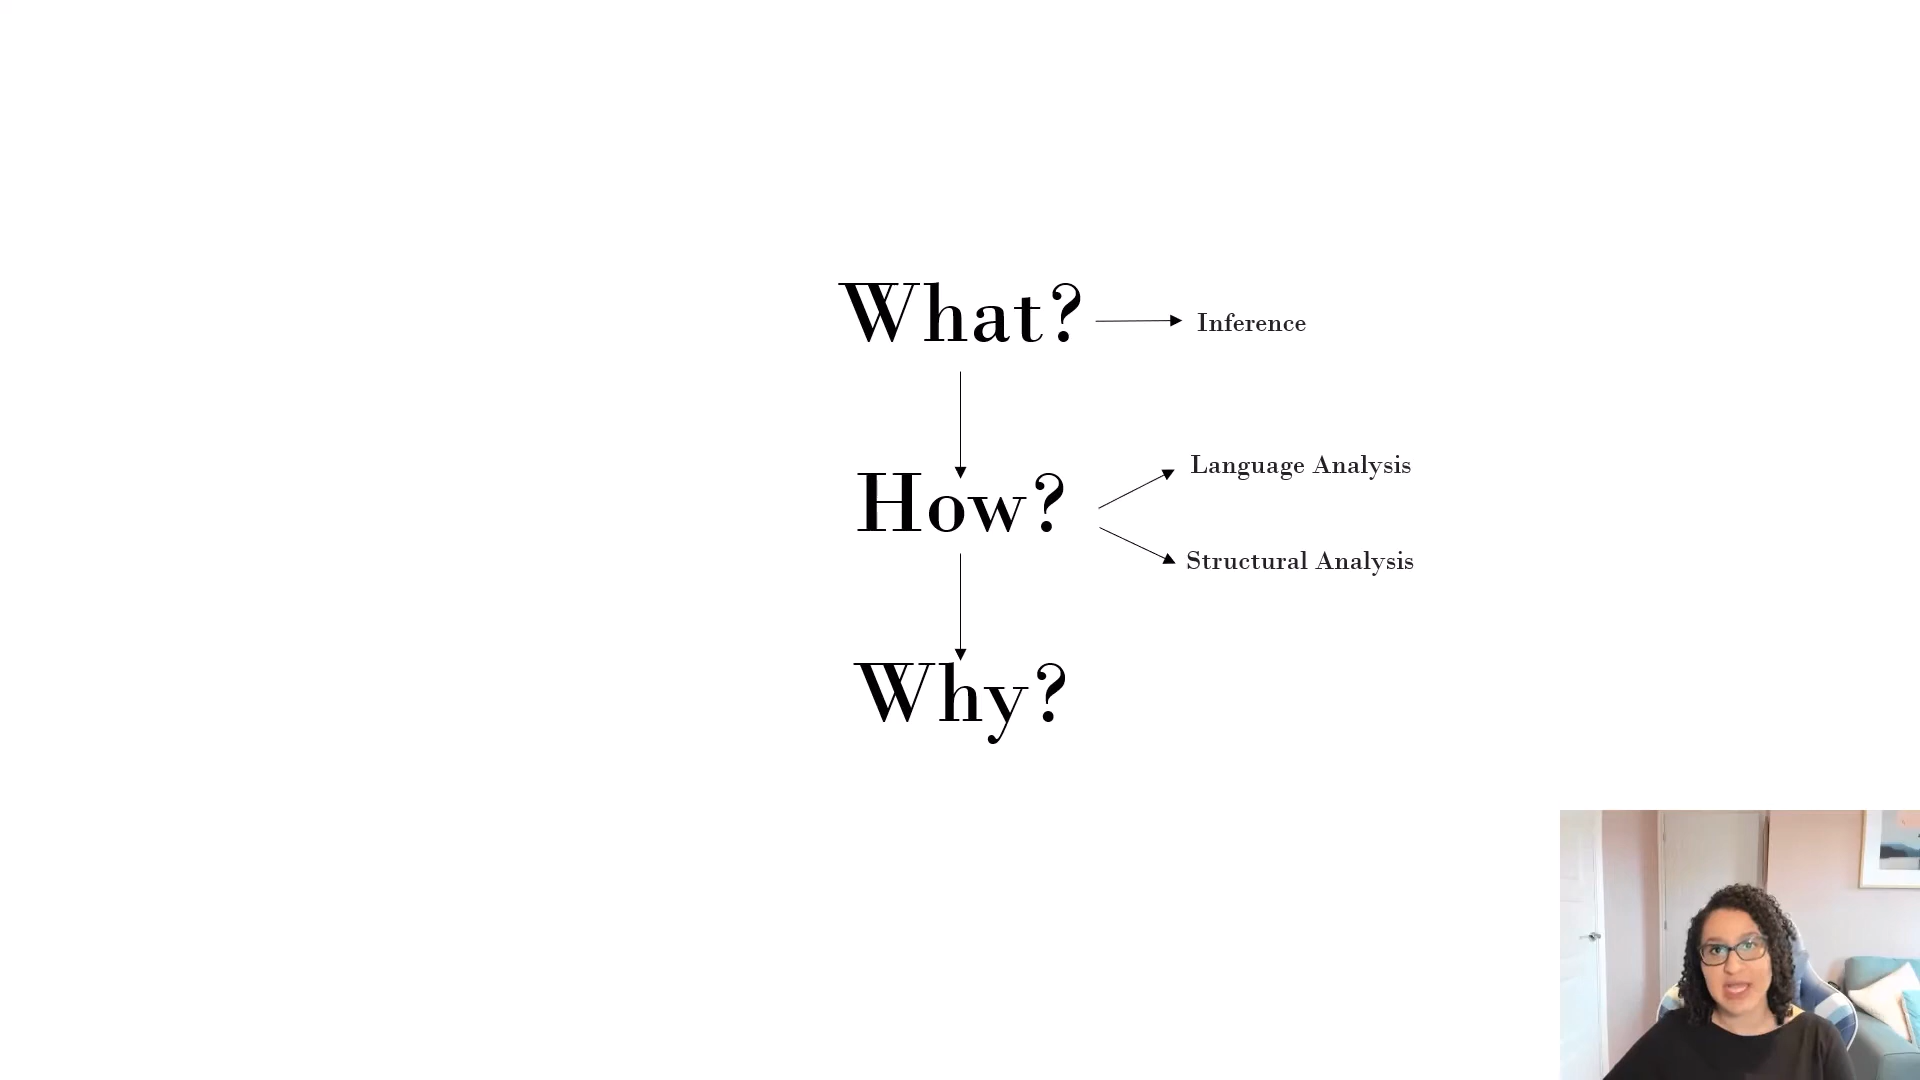 What?
Inference
How?
Language Analysis
Structural Analysis
Why?